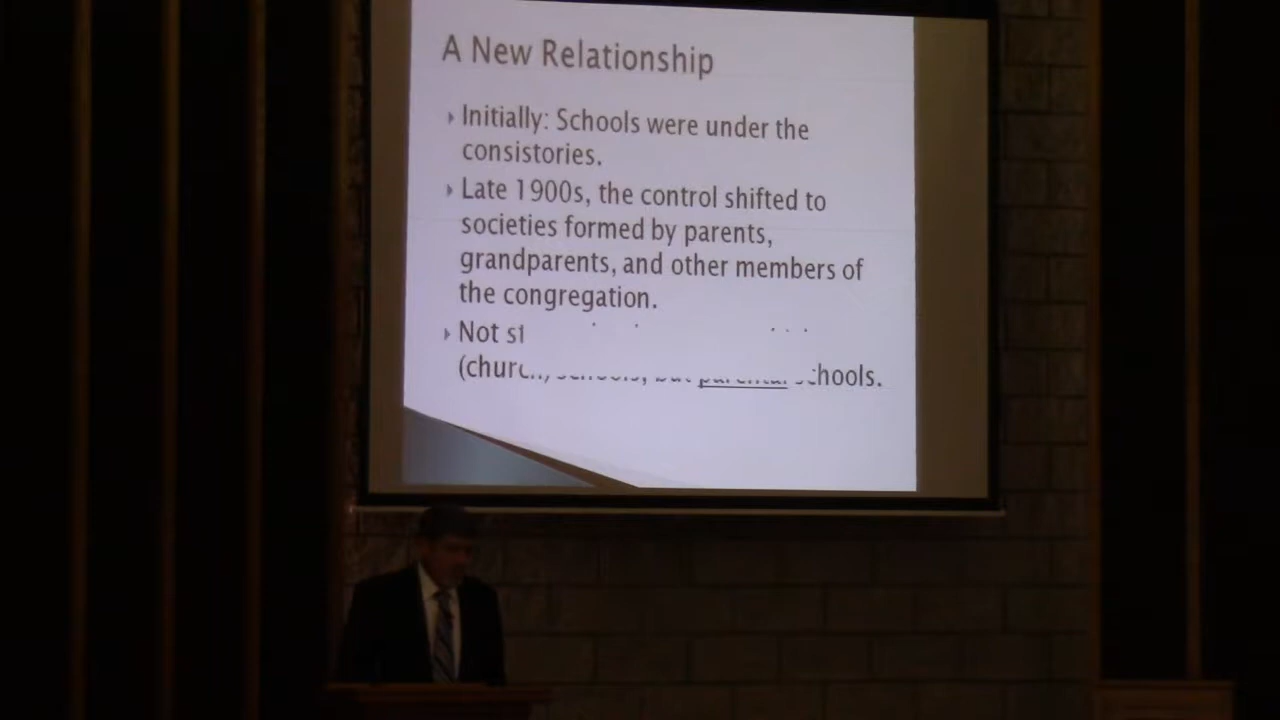 A New Relationship
Initially: Schools were under the
consistories.
Late 1900s, the control shifted to
societies formed by parents,
grandparents, and other members of
the congregation.
Not
schools.